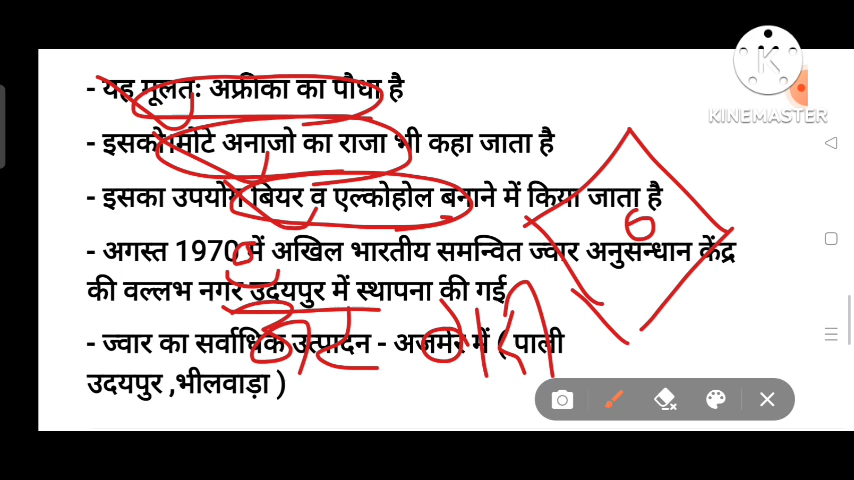 KINEMASTER
- यह मूलतः अफ्रीका का पौधा है
- इसको मोटे अनाजो का राजा भी कहा जाता है
- इसका उपयोग बियर व एल्कोहोल बनाने में किया जाता है
- अगस्त 1970 में अखिल भारतीय समन्वित ज्वार अनुसन्धान केंद्र
की वल्लभ नगर उदयपुर में स्थापना की गई
- ज्वार का सर्वाधिक उत्पादन - अजमेर में ( पाली
उदयपुर ,भीलवाड़ा )